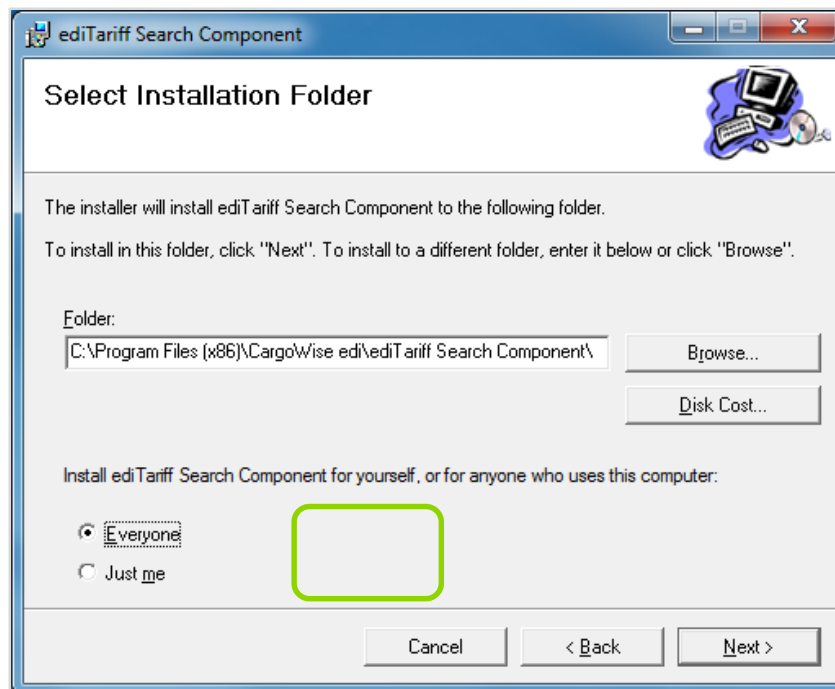 ediTariff Search Component
Select Installation Folder
The installer will install ediTariff Search Component to the following folder.
To install in this folder, click "Next". To install to a different folder, enter it below or click "Browse".
Folder:
C:\Program Files (x86)\CargoWise edi\ediTariff Search Component\
Browse...
Disk Cost...
Install ediTariff Search Component for yourself, or for anyone who uses this computer:
Everyone
Just me
Cancel
< Back
Next >